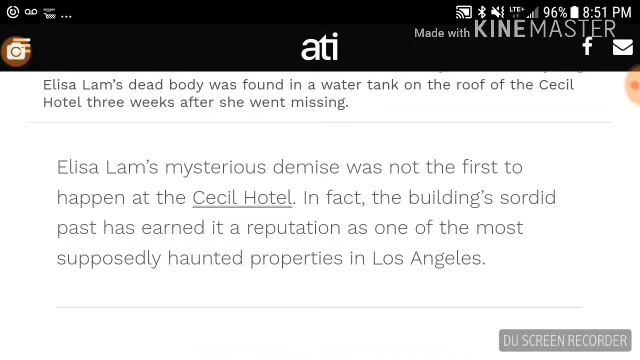 LTE+ 96% 8:51 PM
Made with KINEMASTER
ati
Elisa Lam's dead body was found in a water tank on the roof of the Cecil
Hotel three weeks after she went missing.
Elisa Lam's mysterious demise was not the first to
happen at the Cecil Hotel. In fact, the building's sordid
past has earned it a reputation as one of the most
supposedly haunted properties in Los Angeles.
DU SCREEN RECORDER